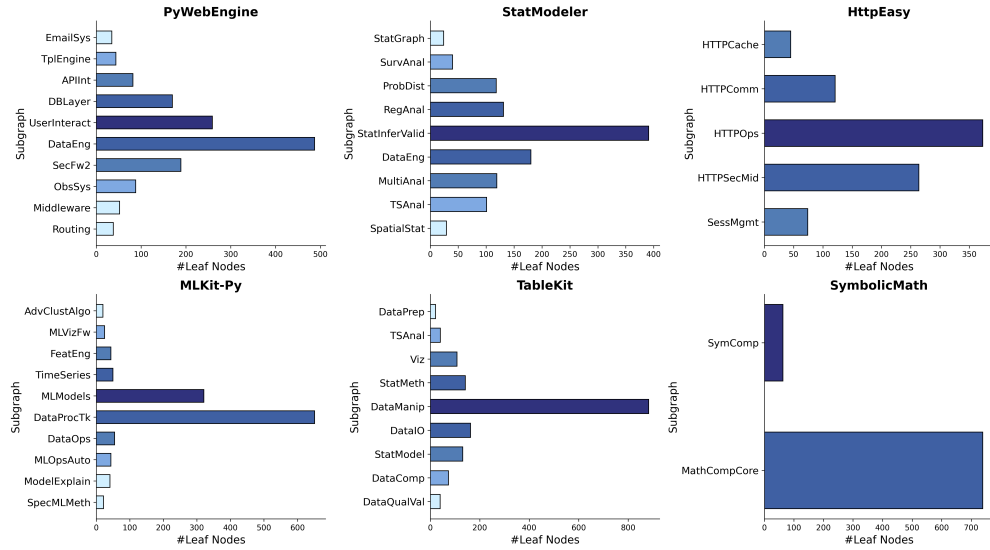 PyWebEngine
Subgraph
EmailSys
TplEngine
APIInt
DBLayer
UserInteract
DataEng
SecFw2
ObsSys
Middleware
Routing
0 100 200 300 400 500
#Leaf Nodes
StatModeler
Subgraph
StatGraph
SurvAnal
ProbDist
RegAnal
StatInferValid
DataEng
MultiAnal
TSAnal
SpatialStat
0 50 100 150 200 250 300 350 400
#Leaf Nodes
HttpEasy
Subgraph
HTTPCache
HTTPComm
HTTPOps
HTTPSecMid
SessMgmt
0 50 100 150 200 250 300 350
#Leaf Nodes
MLKit-Py
Subgraph
AdvClustAlgo
MLVizFw
FeatEng
TimeSeries
MLModels
DataProcTk
DataOps
MLOpsAuto
ModelExplain
SpecMLMeth
0 100 200 300 400 500 600
#Leaf Nodes
TableKit
Subgraph
DataPrep
TSAnal
Viz
StatMeth
DataManip
DataIO
StatModel
DataComp
DataQualVal
0 200 400 600 800
#Leaf Nodes
SymbolicMath
Subgraph
SymComp
MathCompCore
0 100 200 300 400 500 600 700
#Leaf Nodes